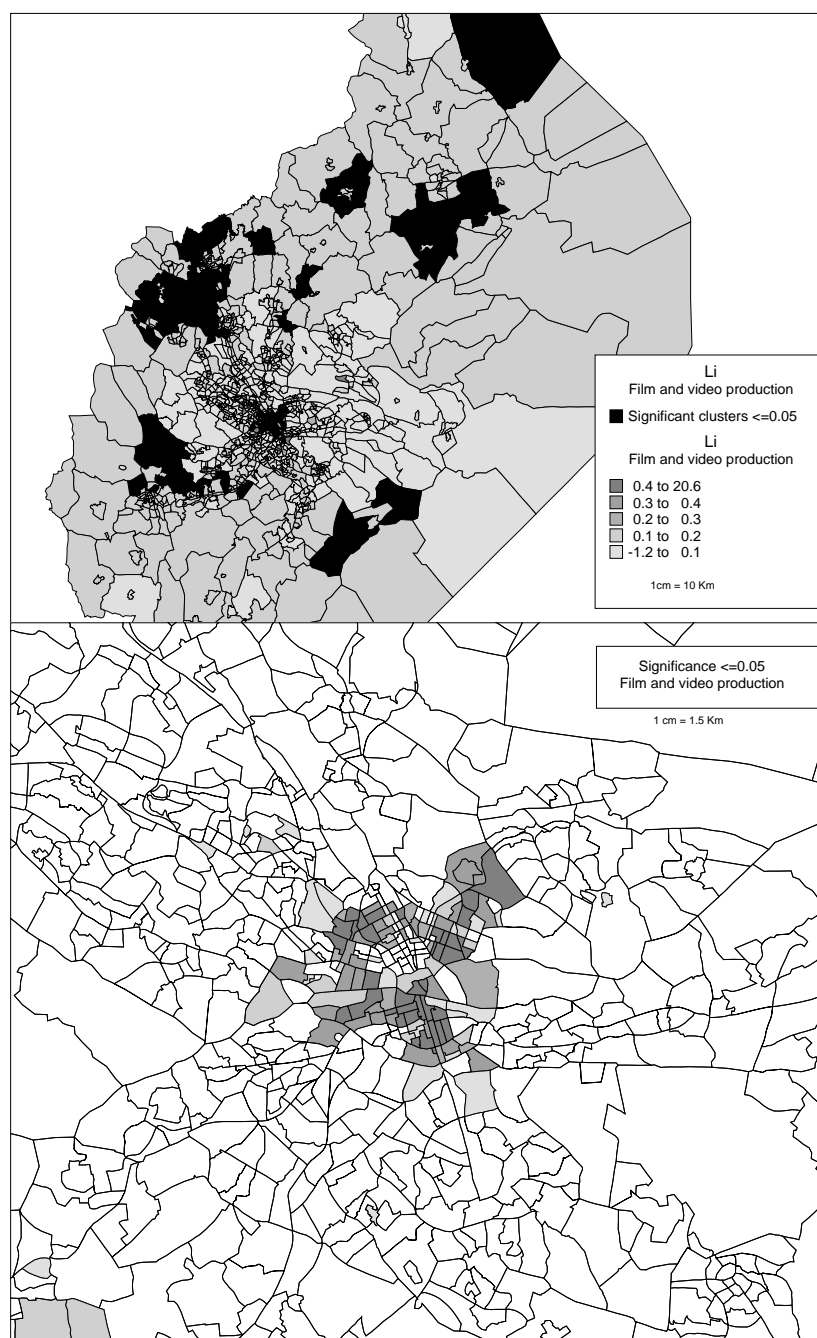 Li
Film and video production
Significant clusters <=0.05
Li
Film and video production
0.4 to 20.6
0.3 to 0.4
0.2 to 0.3
0.1 to 0.2
-1.2 to 0.1
1cm = 10 Km
Significance <=0.05
Film and video production
1 cm = 1.5 Km